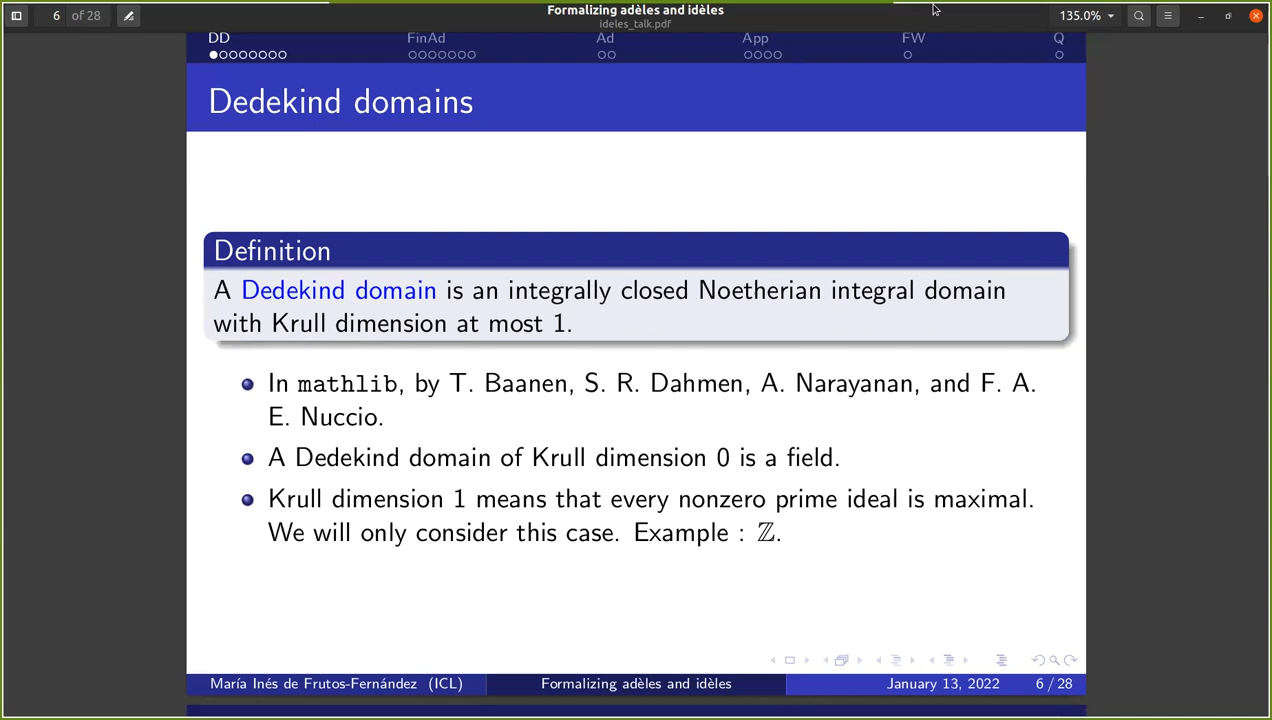 6 of 28
Formalizing adèles and idèles
ideles_talk.pdf
135.0%
DD FinAd Ad App FW Q
Dedekind domains
Definition
A Dedekind domain is an integrally closed Noetherian integral domain
with Krull dimension at most 1.
In mathlib, by T. Baanen, S. R. Dahmen, A. Narayanan, and F. A.
E. Nuccio.
A Dedekind domain of Krull dimension 0 is a field.
Krull dimension 1 means that every nonzero prime ideal is maximal.
We will only consider this case. Example : ℤ.
María Inés de Frutos-Fernández (ICL) Formalizing adèles and idèles January 13, 2022 6 / 28